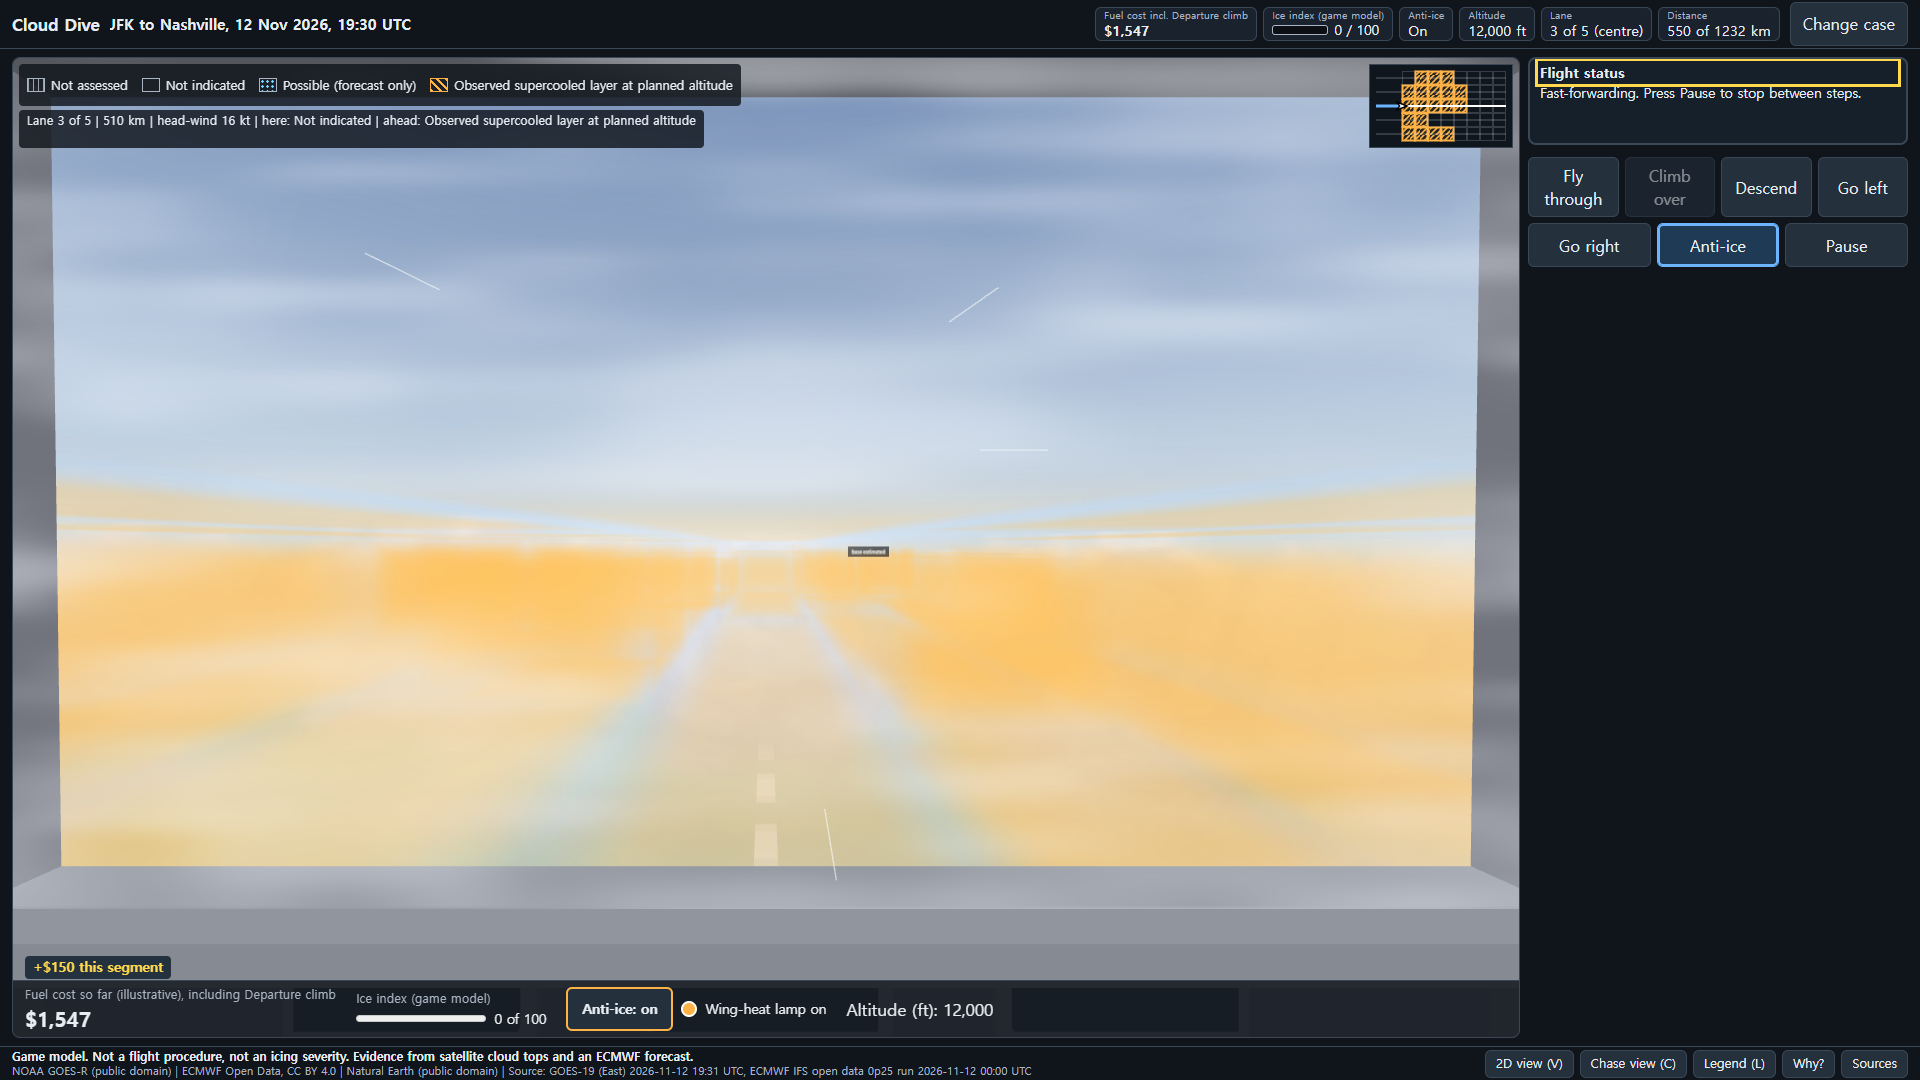 Cloud Dive JFK to Nashville, 12 Nov 2026, 19:30 UTC
Fuel cost incl. Departure climb
$1,547
Ice index (game model)
0 / 100
Anti-ice
On
Altitude
12,000 ft
Lane
3 of 5 (centre)
Distance
550 of 1232 km
Change case
Not assessed
Not indicated
Possible (forecast only)
Observed supercooled layer at planned altitude
Lane 3 of 5 | 510 km | head-wind 16 kt | here: Not indicated | ahead: Observed supercooled layer at planned altitude
Flight status
Fast-forwarding. Press Pause to stop between steps.
Fly through
Climb over
Descend
Go left
Go right
Anti-ice
Pause
base estimated
+$150 this segment
Fuel cost so far (illustrative), including Departure climb
$1,547
Ice index (game model)
0 of 100
Anti-ice: on
Wing-heat lamp on
Altitude (ft): 12,000
Game model. Not a flight procedure, not an icing severity. Evidence from satellite cloud tops and an ECMWF forecast.
NOAA GOES-R (public domain) | ECMWF Open Data, CC BY 4.0 | Natural Earth (public domain) | Source: GOES-19 (East) 2026-11-12 19:31 UTC, ECMWF IFS open data 0p25 run 2026-11-12 00:00 UTC
2D view (V)
Chase view (C)
Legend (L)
Why?
Sources